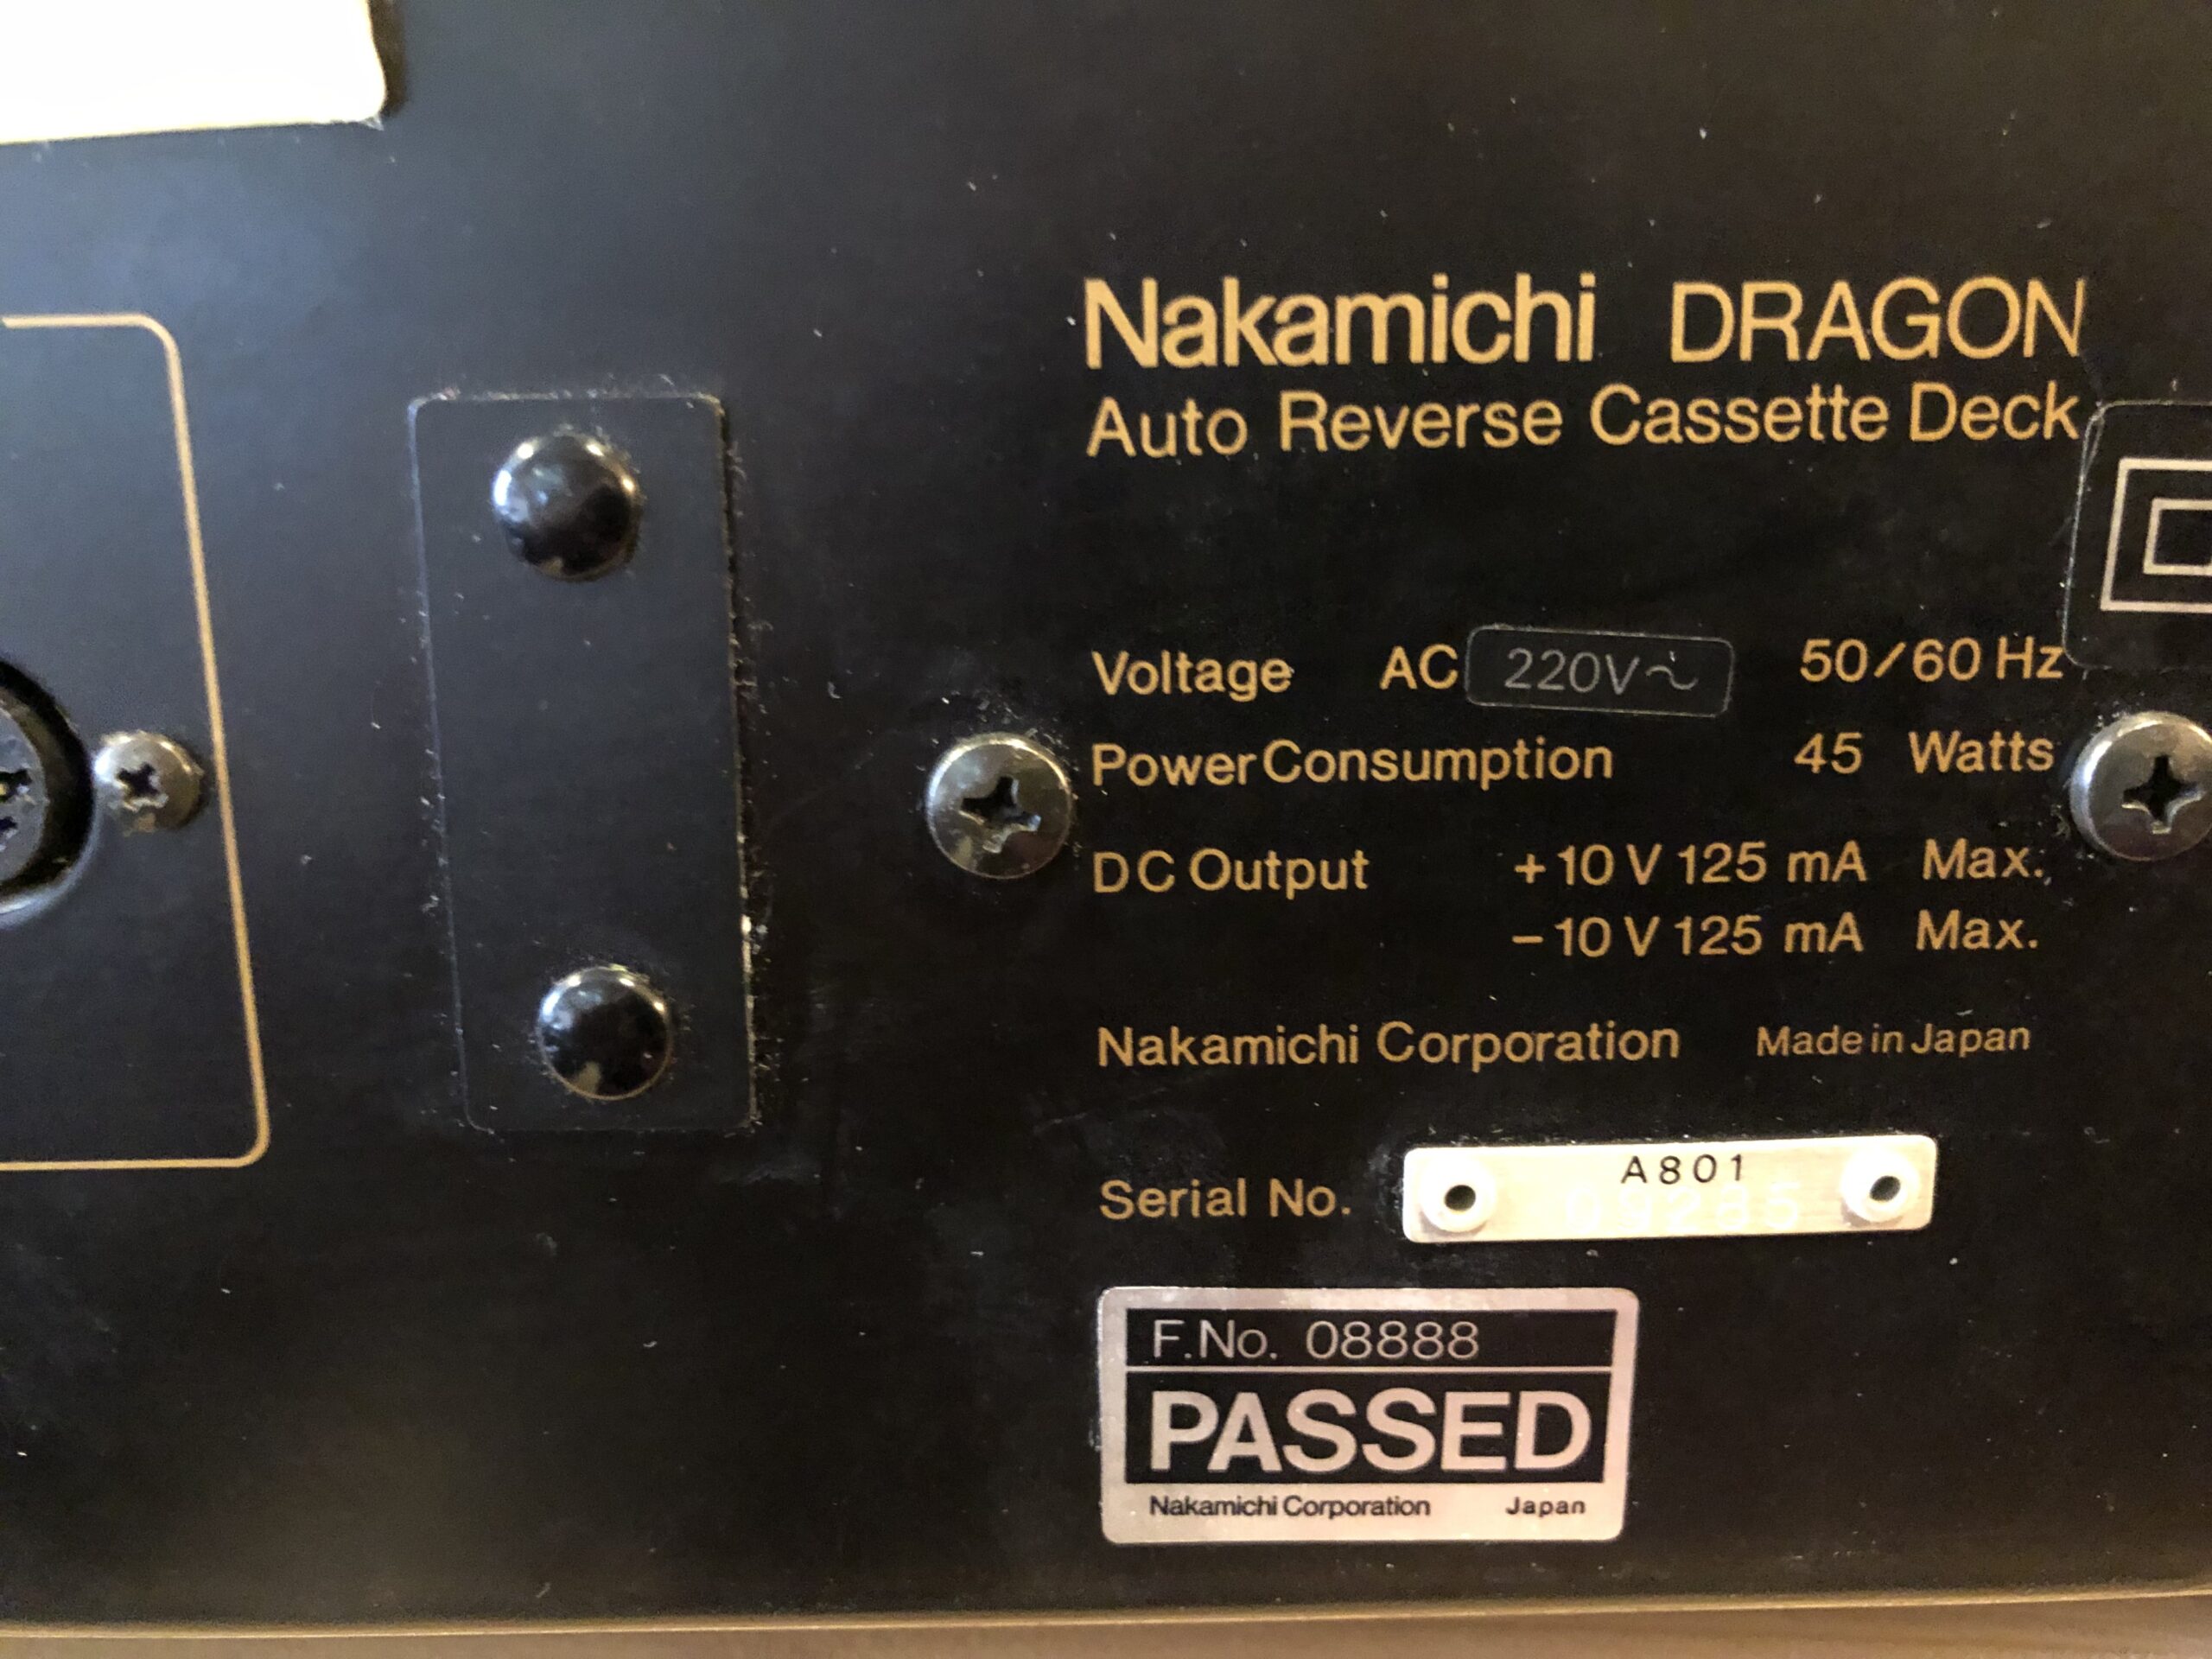 Nakamichi DRAGON
Auto Reverse Cassette Deck
Voltage AC 220V~ 50/60 Hz
Power Consumption 45 Watts
DC Output +10 V 125 mA Max.
−10 V 125 mA Max.
Nakamichi Corporation Made in Japan
Serial No. A801
09285
F.No. 08888
PASSED
Nakamichi Corporation Japan